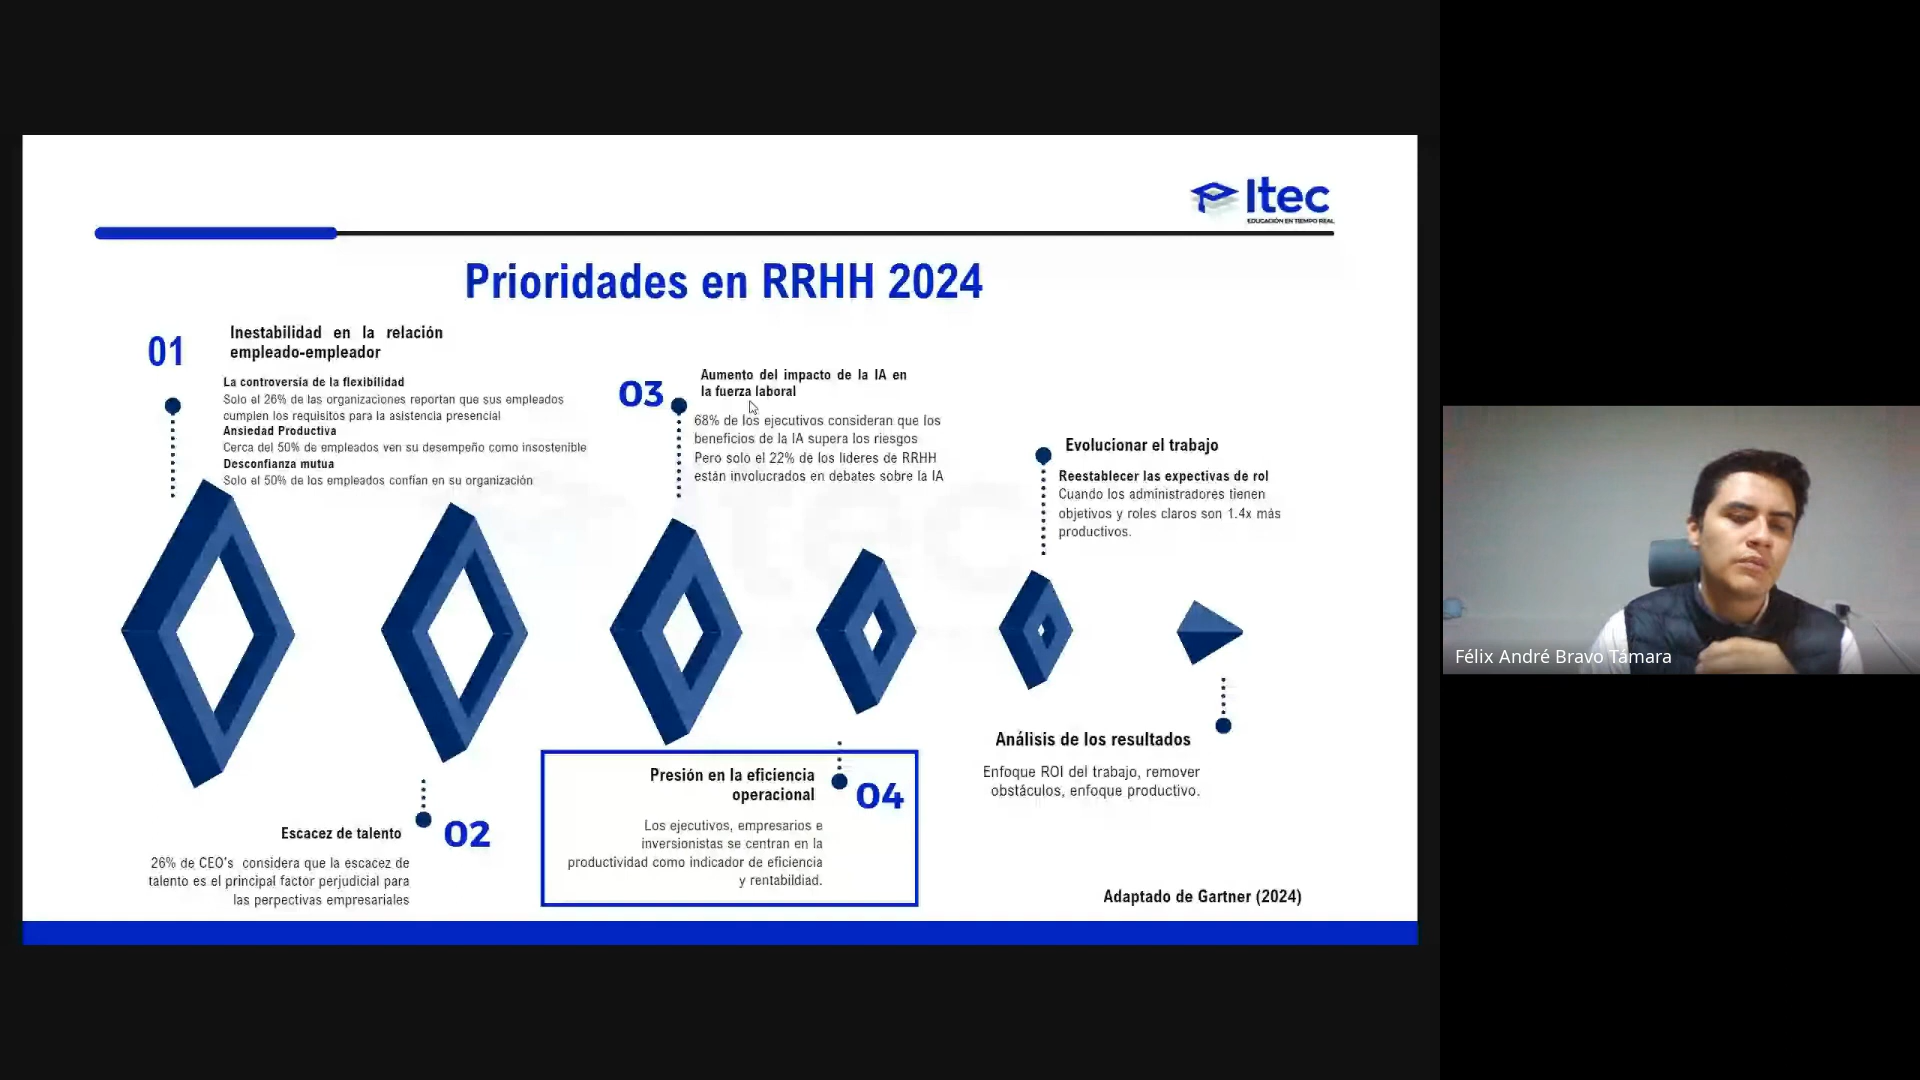 Itec
EDUCACIÓN EN TIEMPO REAL
Prioridades en RRHH 2024
01
Inestabilidad en la relación
empleado-empleador
La controversia de la flexibilidad
Solo el 26% de las organizaciones reportan que sus empleados
cumplen los requisitos para la asistencia presencial
Ansiedad Productiva
Cerca del 50% de empleados ven su desempeño como insostenible
Desconfianza mutua
Solo el 50% de los empleados confían en su organización
03
Aumento del impacto de la IA en
la fuerza laboral
68% de los ejecutivos consideran que los
beneficios de la IA supera los riesgos
Pero solo el 22% de los lideres de RRHH
están involucrados en debates sobre la IA
Evolucionar el trabajo
Reestablecer las expectivas de rol
Cuando los administradores tienen
objetivos y roles claros son 1.4x más
productivos.
Escacez de talento
02
26% de CEO's considera que la escacez de
talento es el principal factor perjudicial para
las perpectivas empresariales
Presión en la eficiencia
operacional
04
Los ejecutivos, empresarios e
inversionistas se centran en la
productividad como indicador de eficiencia
y rentabildiad.
Análisis de los resultados
Enfoque ROI del trabajo, remover
obstáculos, enfoque productivo.
Adaptado de Gartner (2024)
Félix André Bravo Támara